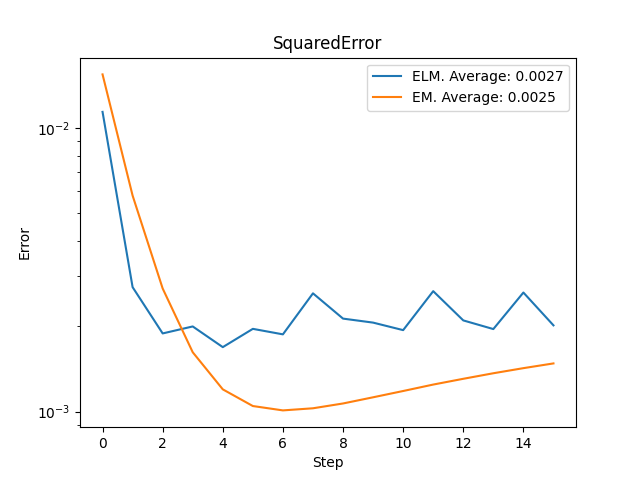 SquaredError
ELM. Average: 0.0027
EM. Average: 0.0025
10⁻²
10⁻³
Error
0 2 4 6 8 10 12 14
Step